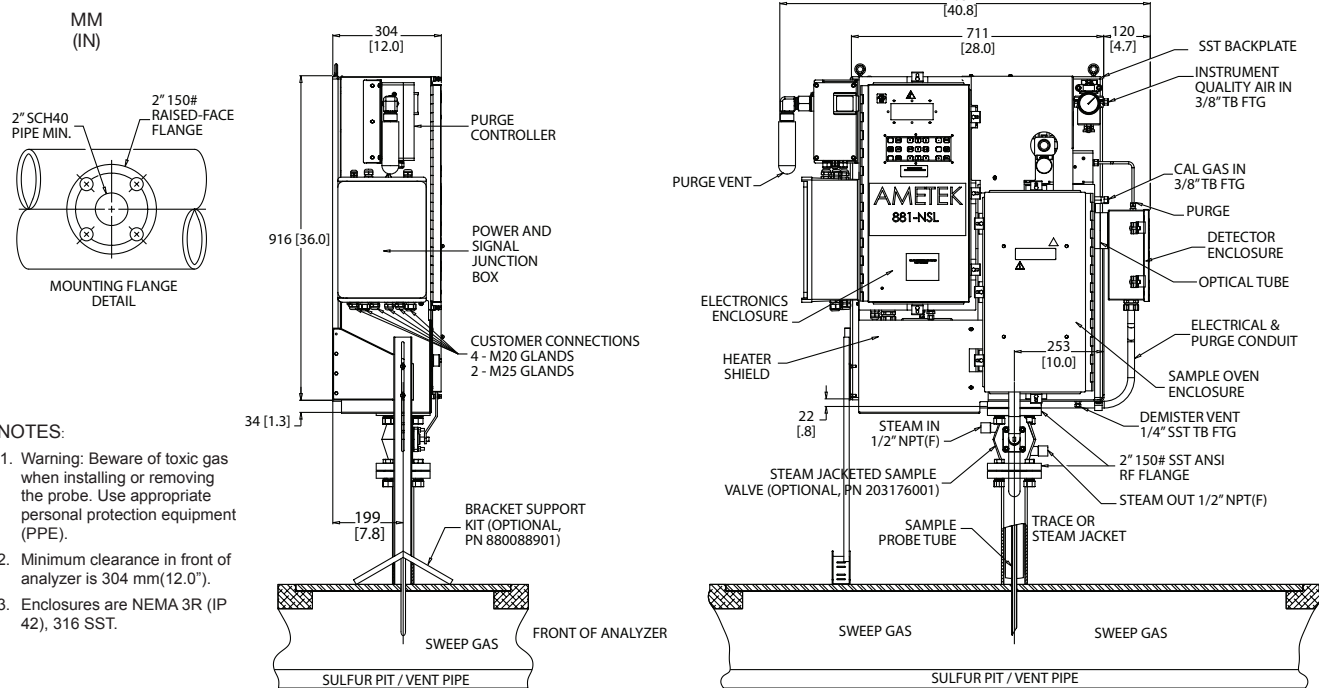 MM
(IN)
2" SCH40
PIPE MIN.
2" 150#
RAISED-FACE
FLANGE
MOUNTING FLANGE
DETAIL
NOTES:
1. Warning: Beware of toxic gas
when installing or removing
the probe. Use appropriate
personal protection equipment
(PPE).
2. Minimum clearance in front of
analyzer is 304 mm(12.0").
3. Enclosures are NEMA 3R (IP
42), 316 SST.
304
[12.0]
916 [36.0]
34 [1.3]
199
[7.8]
PURGE
CONTROLLER
POWER AND
SIGNAL
JUNCTION
BOX
CUSTOMER CONNECTIONS
4 - M20 GLANDS
2 - M25 GLANDS
BRACKET SUPPORT
KIT (OPTIONAL,
PN 880088901)
SWEEP GAS
FRONT OF ANALYZER
SULFUR PIT / VENT PIPE
[40.8]
711
[28.0]
120
[4.7]
PURGE VENT
AMETEK
881-NSL
ELECTRONICS
ENCLOSURE
HEATER
SHIELD
22
[.8]
253
[10.0]
STEAM IN
1/2" NPT(F)
STEAM JACKETED SAMPLE
VALVE (OPTIONAL, PN 203176001)
SAMPLE
PROBE TUBE
SST BACKPLATE
INSTRUMENT
QUALITY AIR IN
3/8" TB FTG
CAL GAS IN
3/8" TB FTG
PURGE
DETECTOR
ENCLOSURE
OPTICAL TUBE
ELECTRICAL &
PURGE CONDUIT
SAMPLE OVEN
ENCLOSURE
DEMISTER VENT
1/4" SST TB FTG
2" 150# SST ANSI
RF FLANGE
STEAM OUT 1/2" NPT(F)
TRACE OR
STEAM JACKET
SWEEP GAS
SWEEP GAS
SULFUR PIT / VENT PIPE